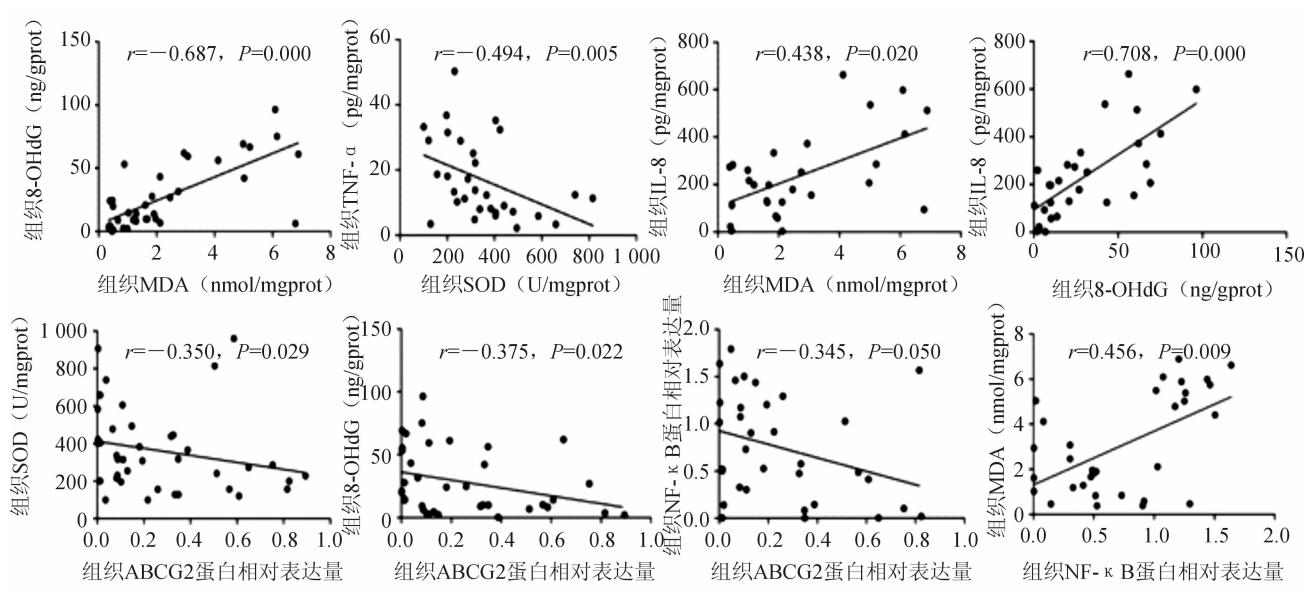 r=－0.687，P=0.000
组织8-OHdG（ng/gprot）
150
100
50
0
0 2 4 6 8
组织MDA（nmol/mgprot）
r=－0.494，P=0.005
组织TNF-α（pg/mgprot）
60
40
20
0
0 200 400 600 800 1 000
组织SOD（U/mgprot）
r=0.438，P=0.020
组织IL-8（pg/mgprot）
800
600
400
200
0
0 2 4 6 8
组织MDA（nmol/mgprot）
r=0.708，P=0.000
组织IL-8（pg/mgprot）
800
600
400
200
0
0 50 100 150
组织8-OHdG（ng/gprot）
r=－0.350，P=0.029
组织SOD（U/mgprot）
1 000
800
600
400
200
0
0.0 0.2 0.4 0.6 0.8 1.0
组织ABCG2蛋白相对表达量
r=－0.375，P=0.022
组织8-OHdG（ng/gprot）
150
100
50
0
0.0 0.2 0.4 0.6 0.8 1.0
组织ABCG2蛋白相对表达量
r=－0.345，P=0.050
组织NF-κB蛋白相对表达量
2.0
1.5
1.0
0.5
0.0
0.0 0.2 0.4 0.6 0.8 1.0
组织ABCG2蛋白相对表达量
r=0.456，P=0.009
组织MDA（nmol/mgprot）
8
6
4
2
0
0.0 0.5 1.0 1.5 2.0
组织NF-κB蛋白相对表达量